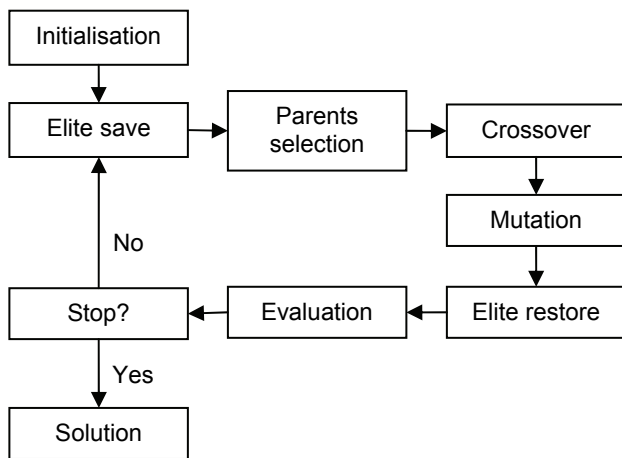 Initialisation
Elite save
Parents
selection
Crossover
Mutation
No
Stop?
Evaluation
Elite restore
Yes
Solution